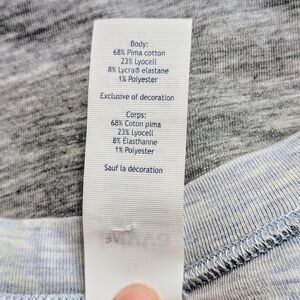 Body:
68% Pima cotton
23% Lyocell
8% Lycra® elastane
1% Polyester
Exclusive of decoration
Corps:
68% Coton pima
23% Lyocell
8% Élasthanne
1% Polyester
Sauf la décoration